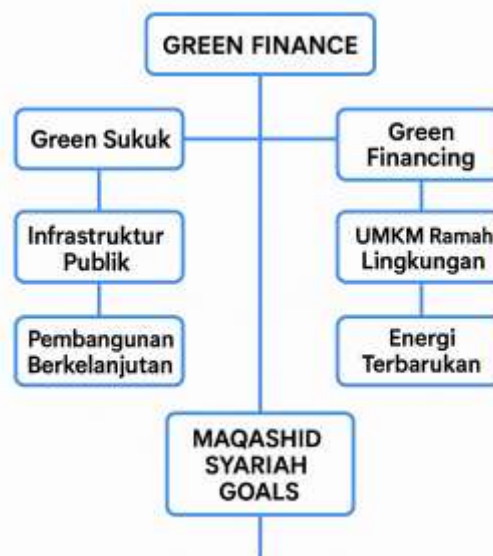 GREEN FINANCE
Green Sukuk
Infrastruktur
Publik
Pembangunan
Berkelanjutan
Green
Financing
UMKM Ramah
Lingkungan
Energi
Terbarukan
MAQASHID
SYARIAH
GOALS